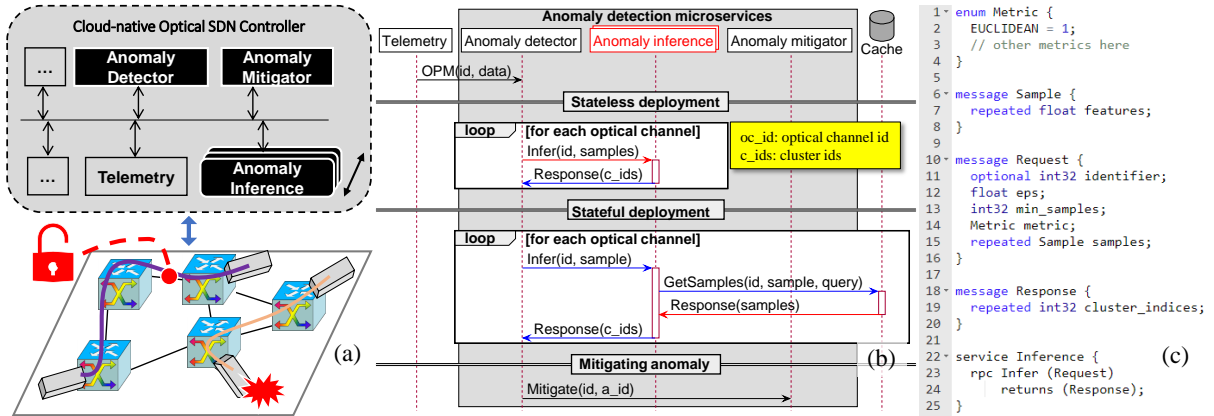 Cloud-native Optical SDN Controller
...
Anomaly
Detector
Anomaly
Mitigator
...
Telemetry
Anomaly
Inference
(a)
Anomaly detection microservices
Telemetry
Anomaly detector
Anomaly inference
Anomaly mitigator
Cache
OPM(id, data)
Stateless deployment
loop
[for each optical channel]
Infer(id, samples)
Response(c_ids)
oc_id: optical channel id
c_ids: cluster ids
Stateful deployment
loop
[for each optical channel]
Infer(id, sample)
GetSamples(id, sample, query)
Response(samples)
Response(c_ids)
Mitigating anomaly
Mitigate(id, a_id)
(b)
1 enum Metric {
2 EUCLIDEAN = 1;
3 // other metrics here
4 }
5
6 message Sample {
7 repeated float features;
8 }
9
10 message Request {
11 optional int32 identifier;
12 float eps;
13 int32 min_samples;
14 Metric metric;
15 repeated Sample samples;
16 }
17
18 message Response {
19 repeated int32 cluster_indices;
20 }
21
22 service Inference {
23 rpc Infer (Request)
24 returns (Response);
25 }
(c)